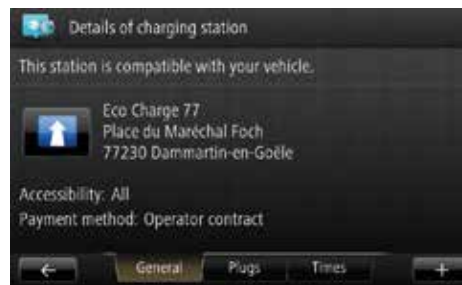 Details of charging station
This station is compatible with your vehicle.
Eco Charge 77
Place du Maréchal Foch
77230 Dammartin-en-Goële
Accessibility: All
Payment method: Operator contract
General Plugs Times +